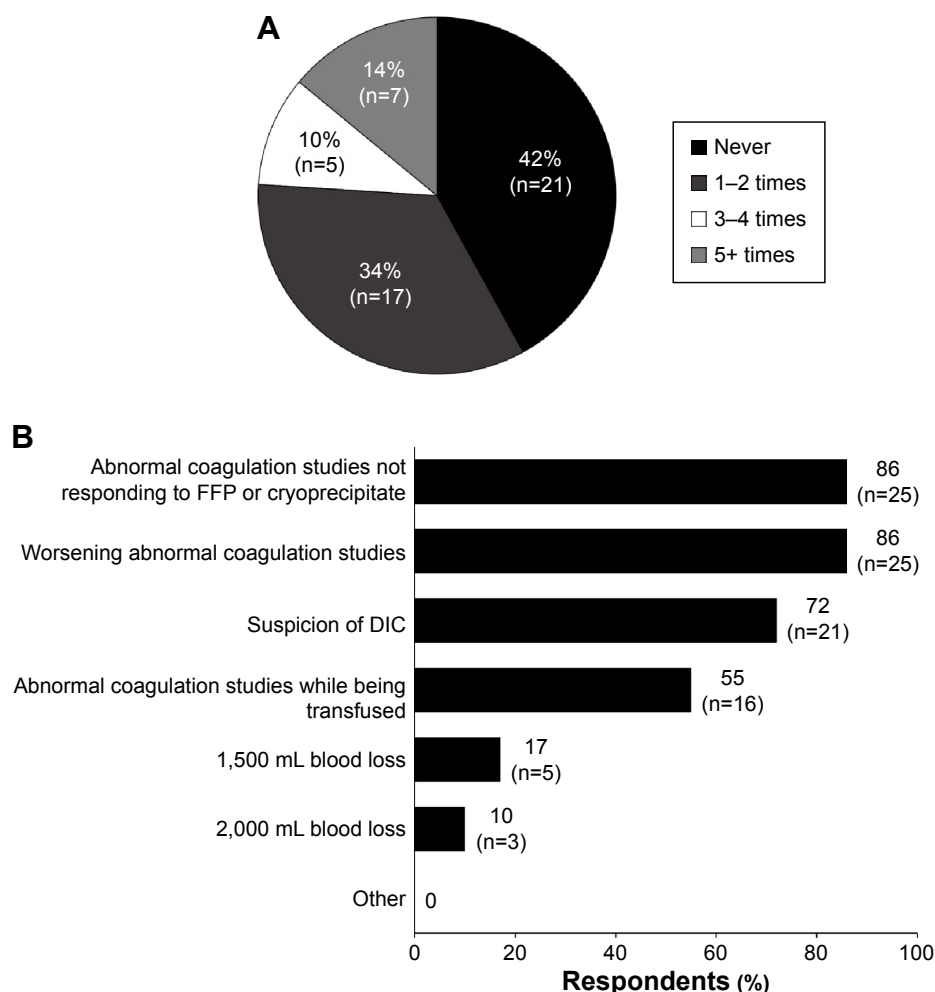 A
14%
(n=7)
10%
(n=5)
42%
(n=21)
34%
(n=17)
Never
1–2 times
3–4 times
5+ times
B
Abnormal coagulation studies not
responding to FFP or cryoprecipitate
86
(n=25)
Worsening abnormal coagulation studies
86
(n=25)
Suspicion of DIC
72
(n=21)
Abnormal coagulation studies while being
transfused
55
(n=16)
1,500 mL blood loss
17
(n=5)
2,000 mL blood loss
10
(n=3)
Other
0
0 20 40 60 80 100
Respondents (%)